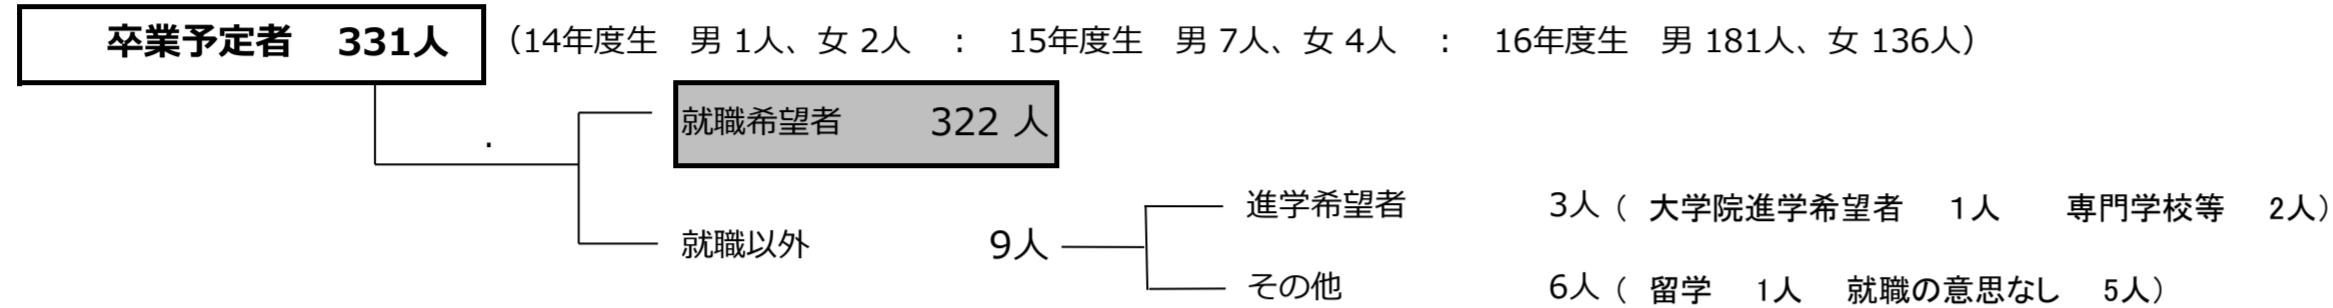 卒業予定者　331人　（14年度生　男 1人、女 2人　：　15年度生　男 7人、女 4人　：　16年度生　男 181人、女 136人）
就職希望者　322 人
進学希望者　3人（　大学院進学希望者　１人　専門学校等　2人）
就職以外　9人
その他　6人（　留学　1人　就職の意思なし　5人）